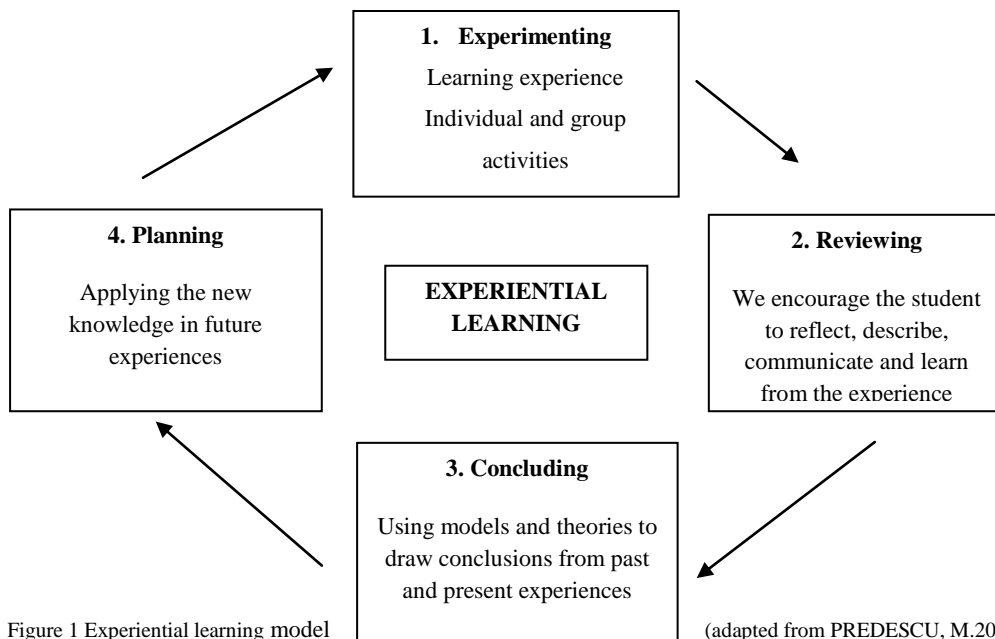 1. Experimenting
Learning experience
Individual and group
activities
2. Reviewing
We encourage the student
to reflect, describe,
communicate and learn
from the experience
3. Concluding
Using models and theories to
draw conclusions from past
and present experiences
4. Planning
Applying the new
knowledge in future
experiences
EXPERIENTIAL
LEARNING
Figure 1 Experiential learning model (adapted from PREDESCU, M.20